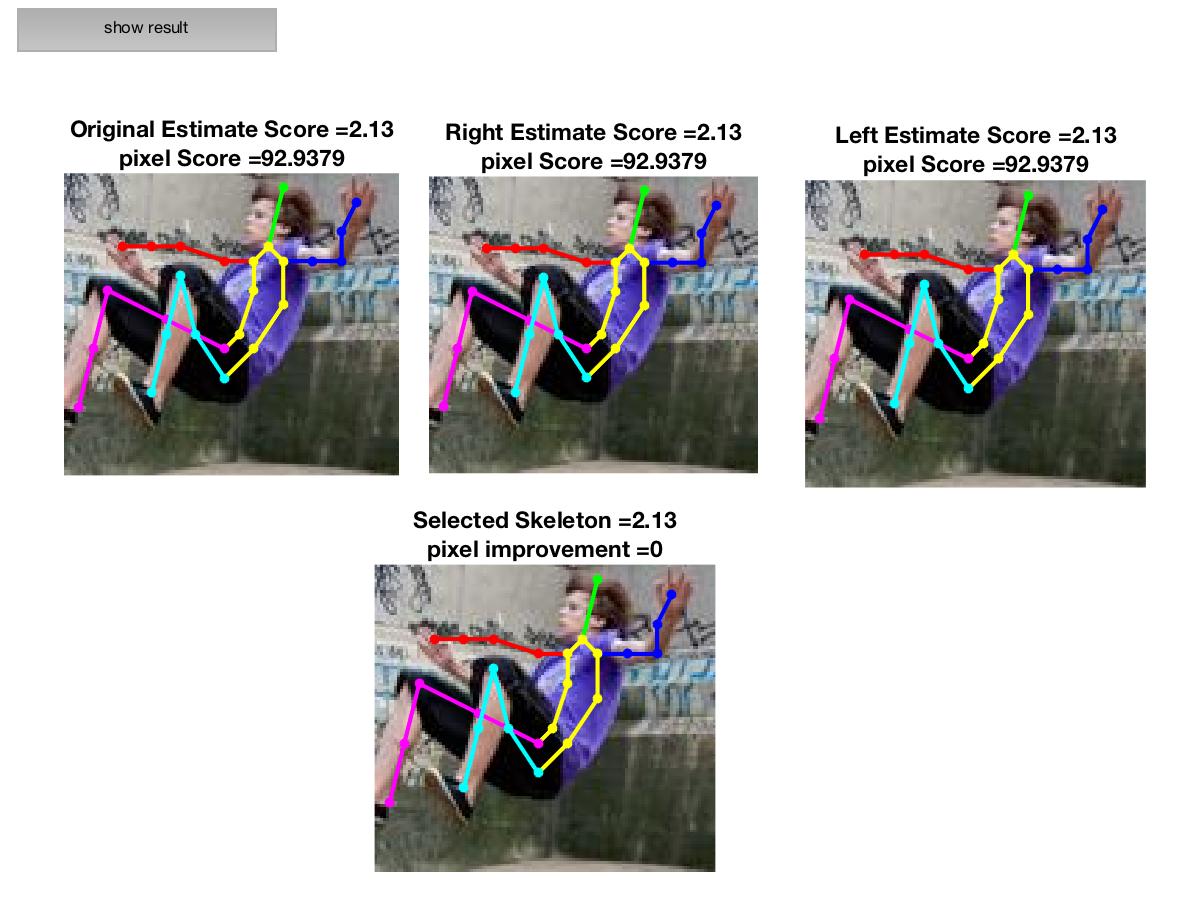 show result
Original Estimate Score =2.13
pixel Score =92.9379
Right Estimate Score =2.13
pixel Score =92.9379
Left Estimate Score =2.13
pixel Score =92.9379
Selected Skeleton =2.13
pixel improvement =0